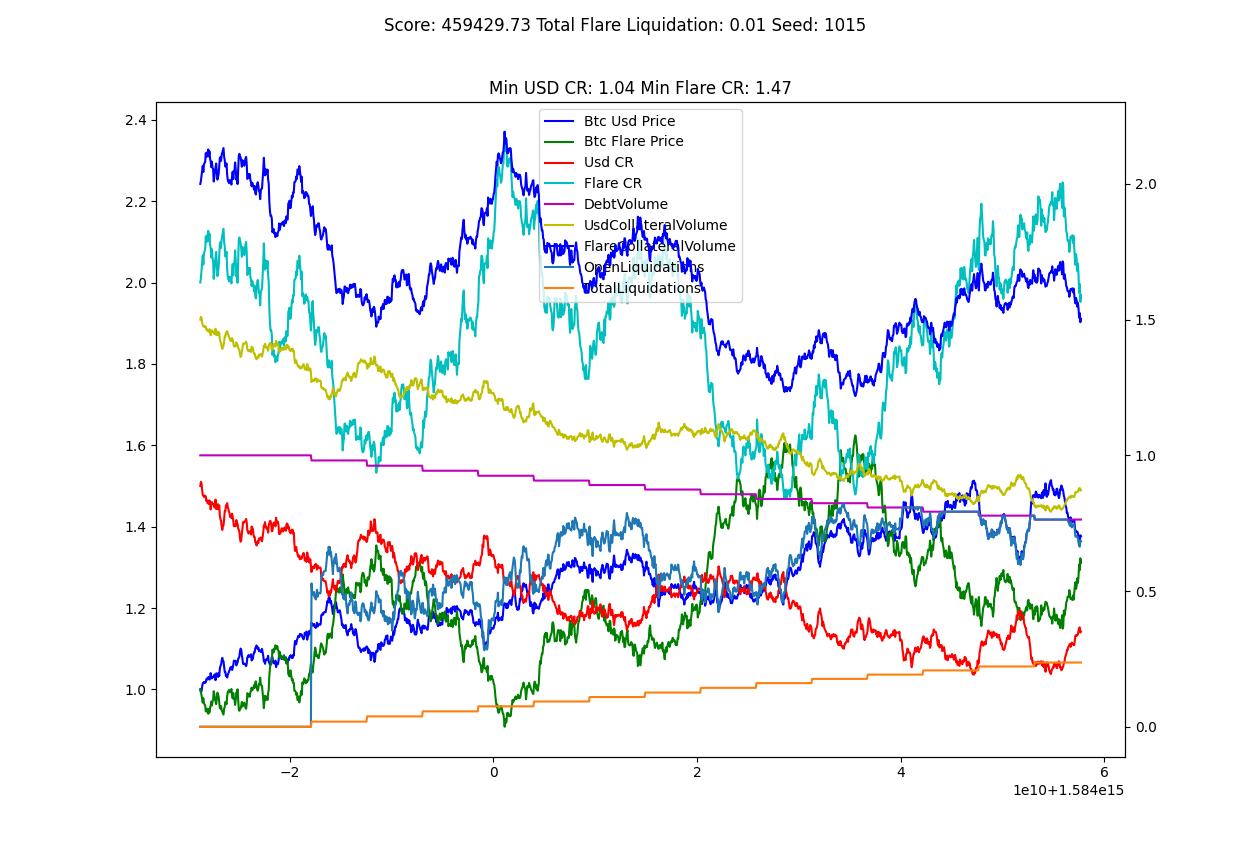 Score: 459429.73 Total Flare Liquidation: 0.01 Seed: 1015
Min USD CR: 1.04 Min Flare CR: 1.47
Btc Usd Price
Btc Flare Price
Usd CR
Flare CR
DebtVolume
UsdCollateralVolume
FlareCollateralVolume
OpenLiquidations
TotalLiquidations
2.4
2.2
2.0
1.8
1.6
1.4
1.2
1.0
2.0
1.5
1.0
0.5
0.0
−2
0
2
4
6
1e10+1.584e15